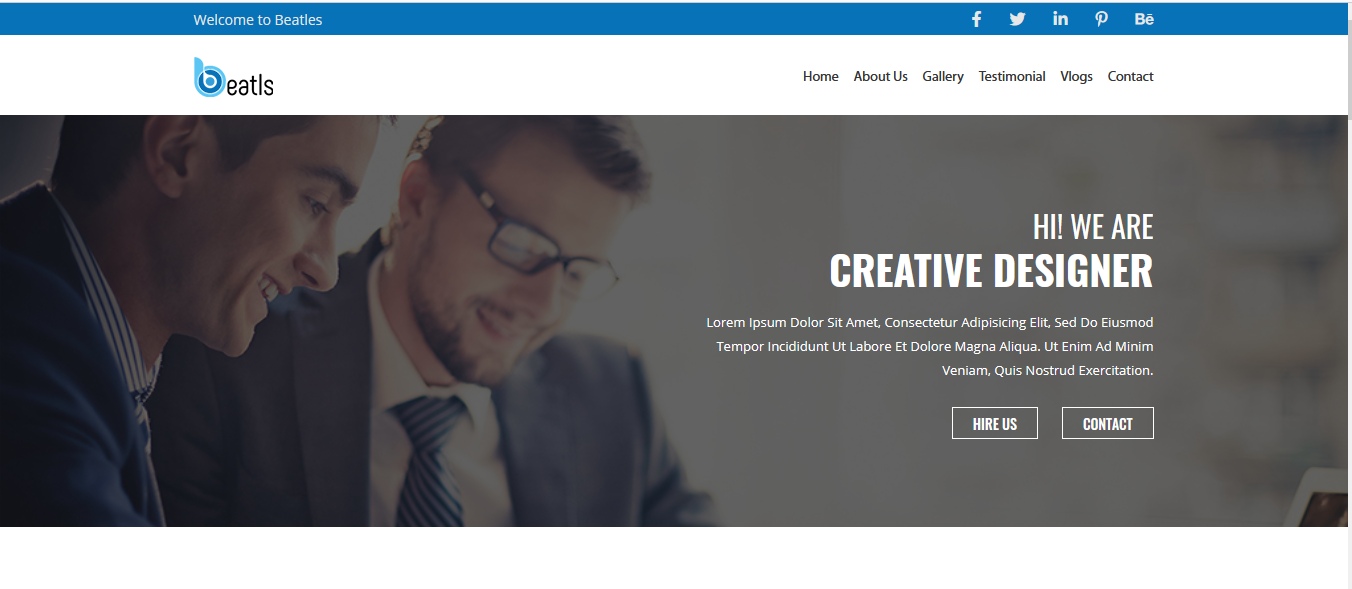 Welcome to Beatles
beatls
Home About Us Gallery Testimonial Vlogs Contact
HI! WE ARE
CREATIVE DESIGNER
Lorem Ipsum Dolor Sit Amet, Consectetur Adipisicing Elit, Sed Do Eiusmod
Tempor Incididunt Ut Labore Et Dolore Magna Aliqua. Ut Enim Ad Minim
Veniam, Quis Nostrud Exercitation.
HIRE US CONTACT